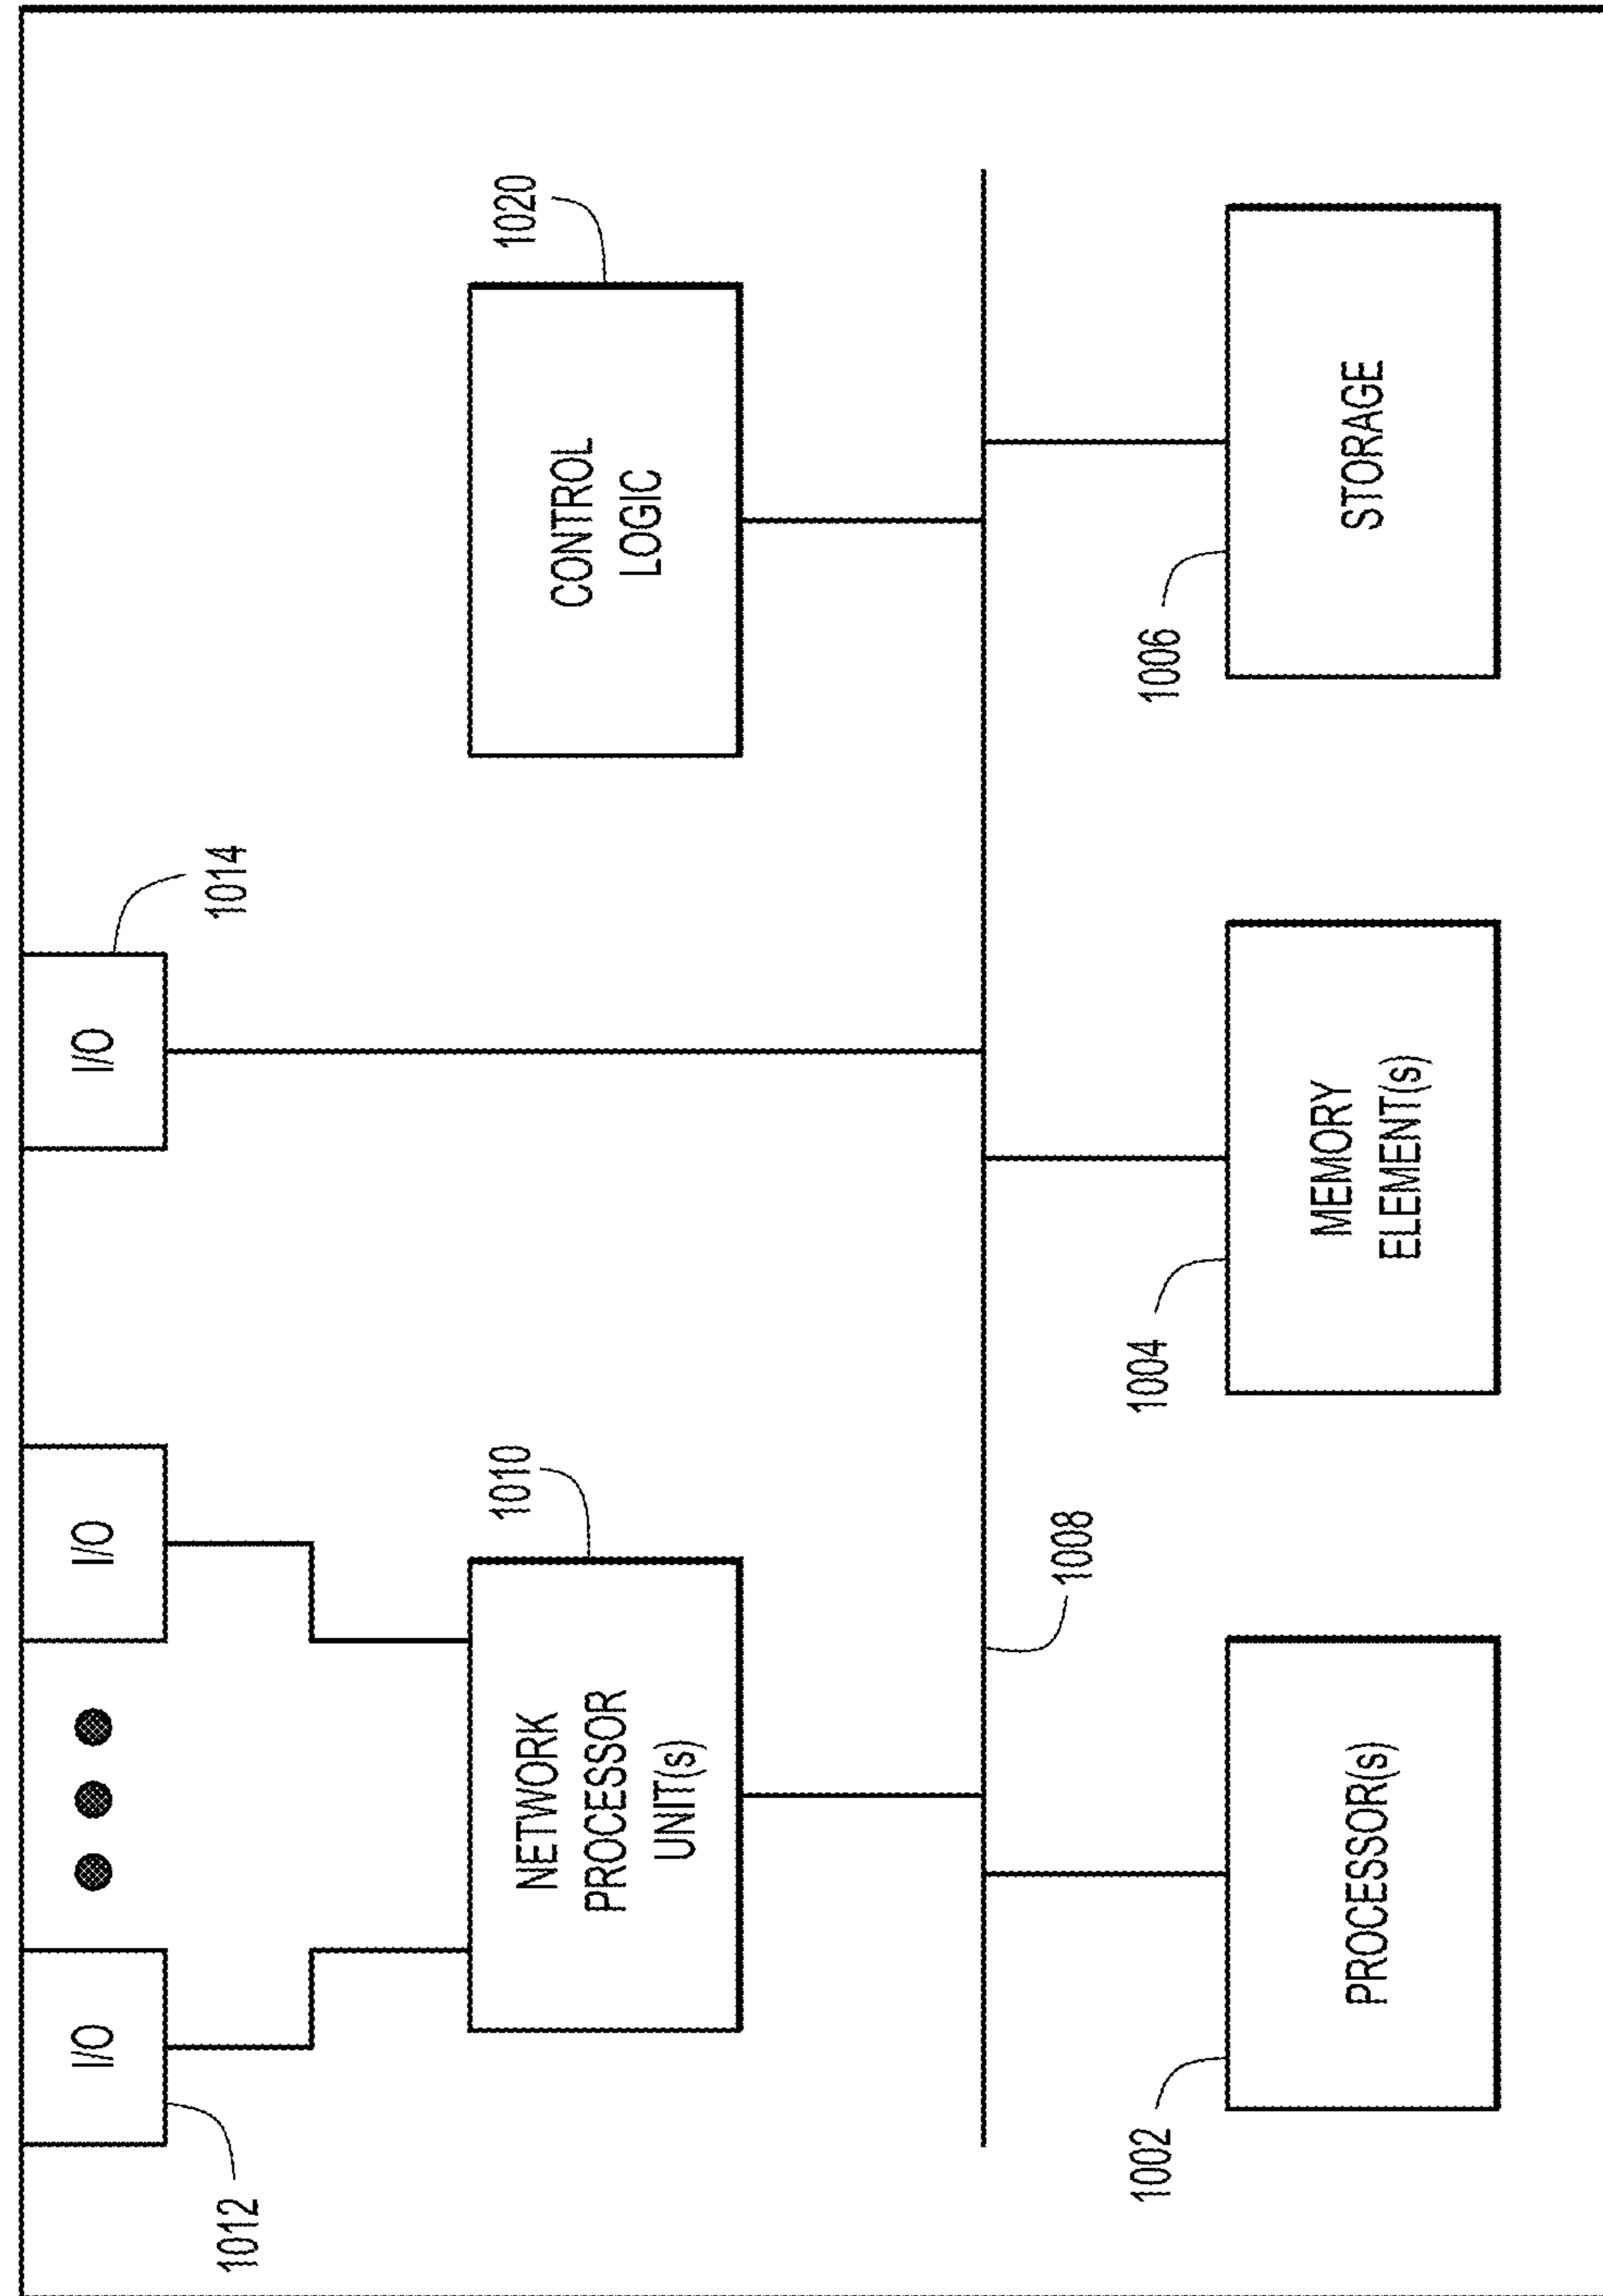 I/O
I/O
I/O
1012
1014
1010
1020
NETWORK
PROCESSOR
UNIT(s)
CONTROL
LOGIC
1008
1002
1004
1006
PROCESSOR(s)
MEMORY
ELEMENT(s)
STORAGE